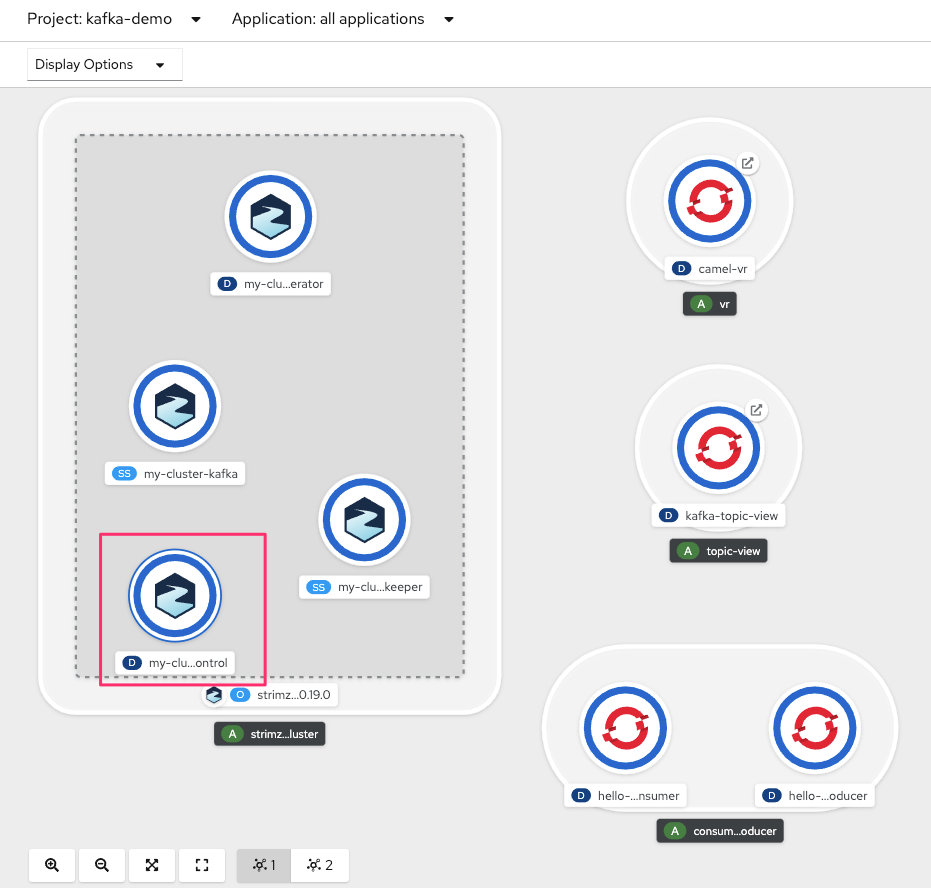 Project: kafka-demo
Application: all applications
Display Options
D my-clu...erator
SS my-cluster-kafka
SS my-clu...keeper
D my-clu...ontrol
O strimz...0.19.0
A strimz...luster
D camel-vr
A vr
D kafka-topic-view
A topic-view
D hello-...nsumer
D hello-...oducer
A consum...oducer
1
2